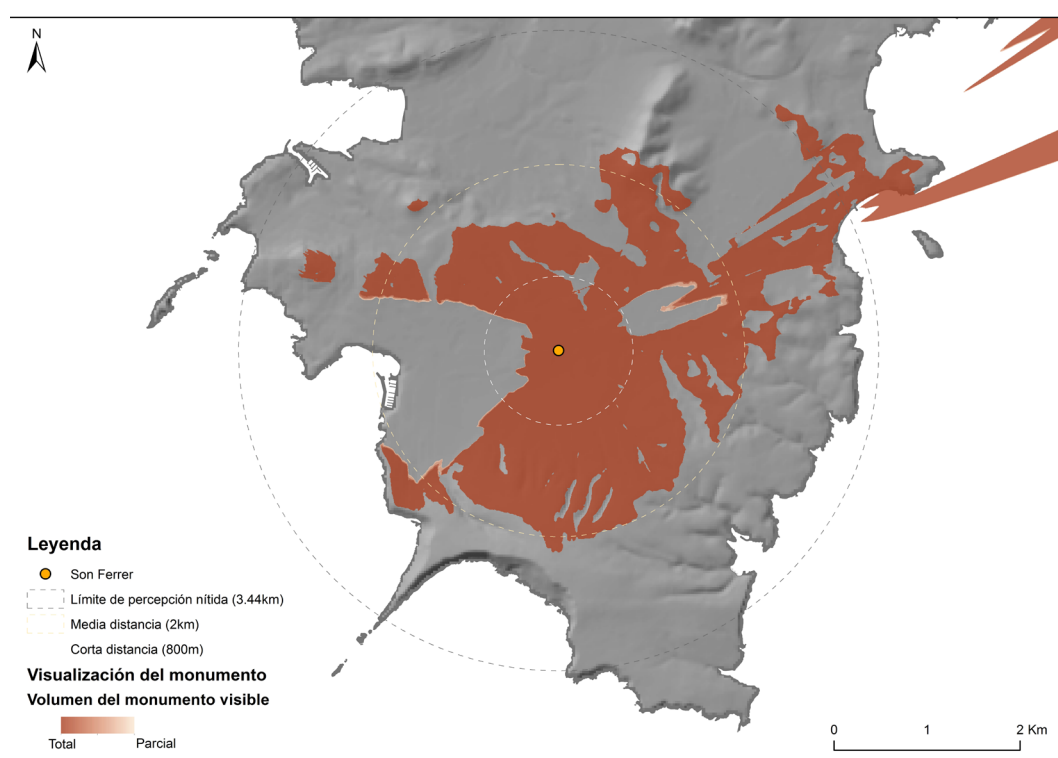 N
Leyenda
Son Ferrer
Límite de percepción nítida (3.44km)
Media distancia (2km)
Corta distancia (800m)
Visualización del monumento
Volumen del monumento visible
Total Parcial
0 1 2 Km